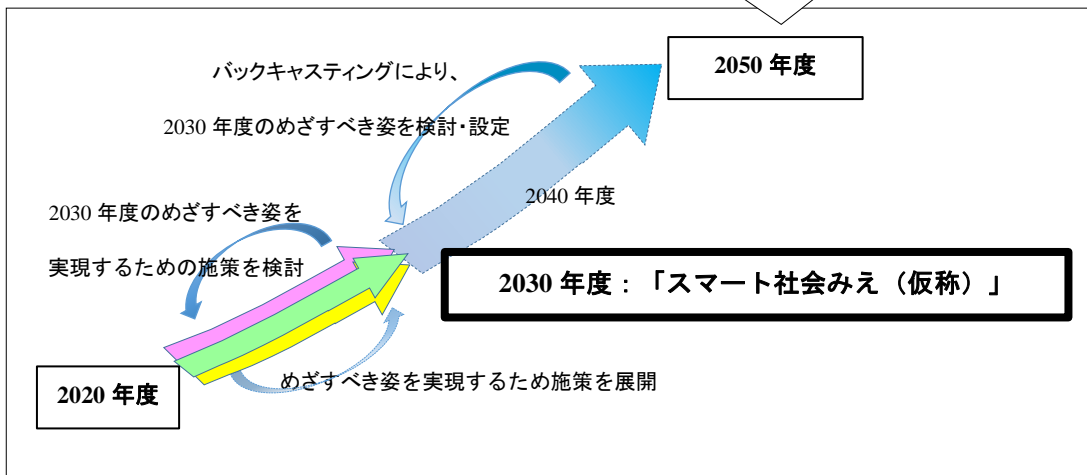 2050 年度
バックキャスティングにより、
2030 年度のめざすべき姿を検討・設定
2040 年度
2030 年度のめざすべき姿を
実現するための施策を検討
2030 年度：「スマート社会みえ（仮称）」
めざすべき姿を実現するため施策を展開
2020 年度